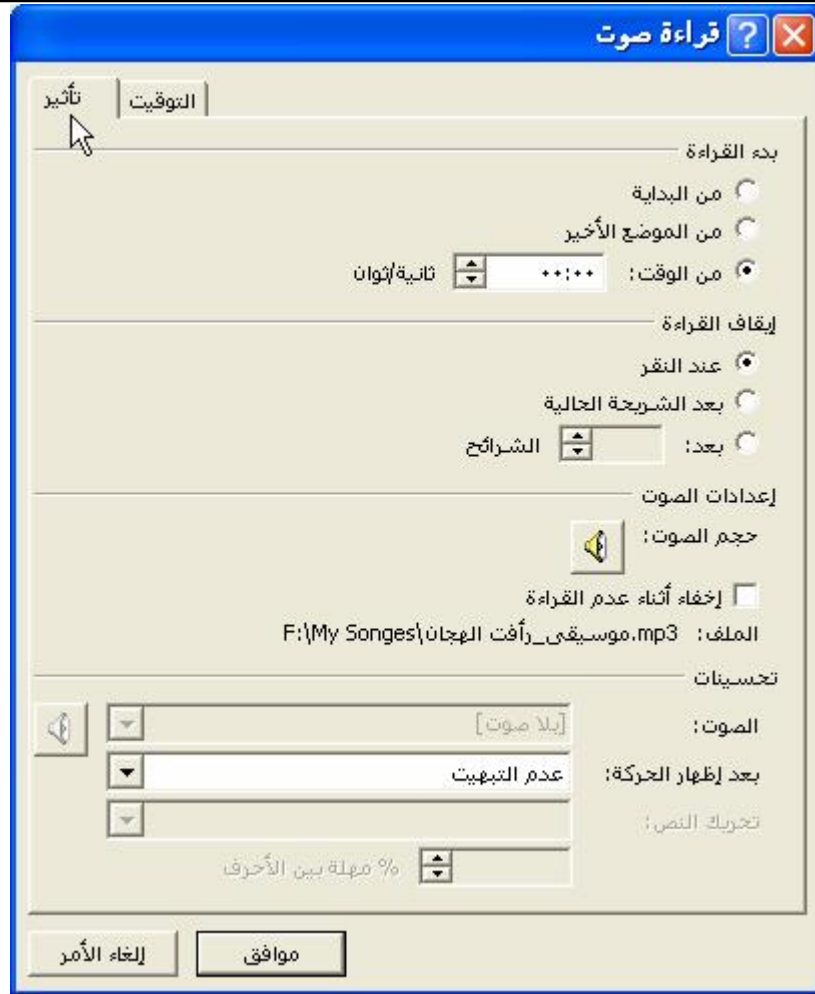 قراءة صوت
تأثير
التوقيت
بدء القراءة
من البداية
من الموضع الأخير
من الوقت: ٠٠:٠٠ ثانية/ثوان
إيقاف القراءة
عند النقر
بعد الشريحة الحالية
بعد: الشرائح
إعدادات الصوت
حجم الصوت:
إخفاء أثناء عدم القراءة
الملف: F:\My Songes\موسيقى_رأفت الهجان.mp3
تحسينات
الصوت: [بلا صوت]
بعد إظهار الحركة: عدم التبهيت
تحريك النص:
% مهلة بين الأحرف
موافق
إلغاء الأمر